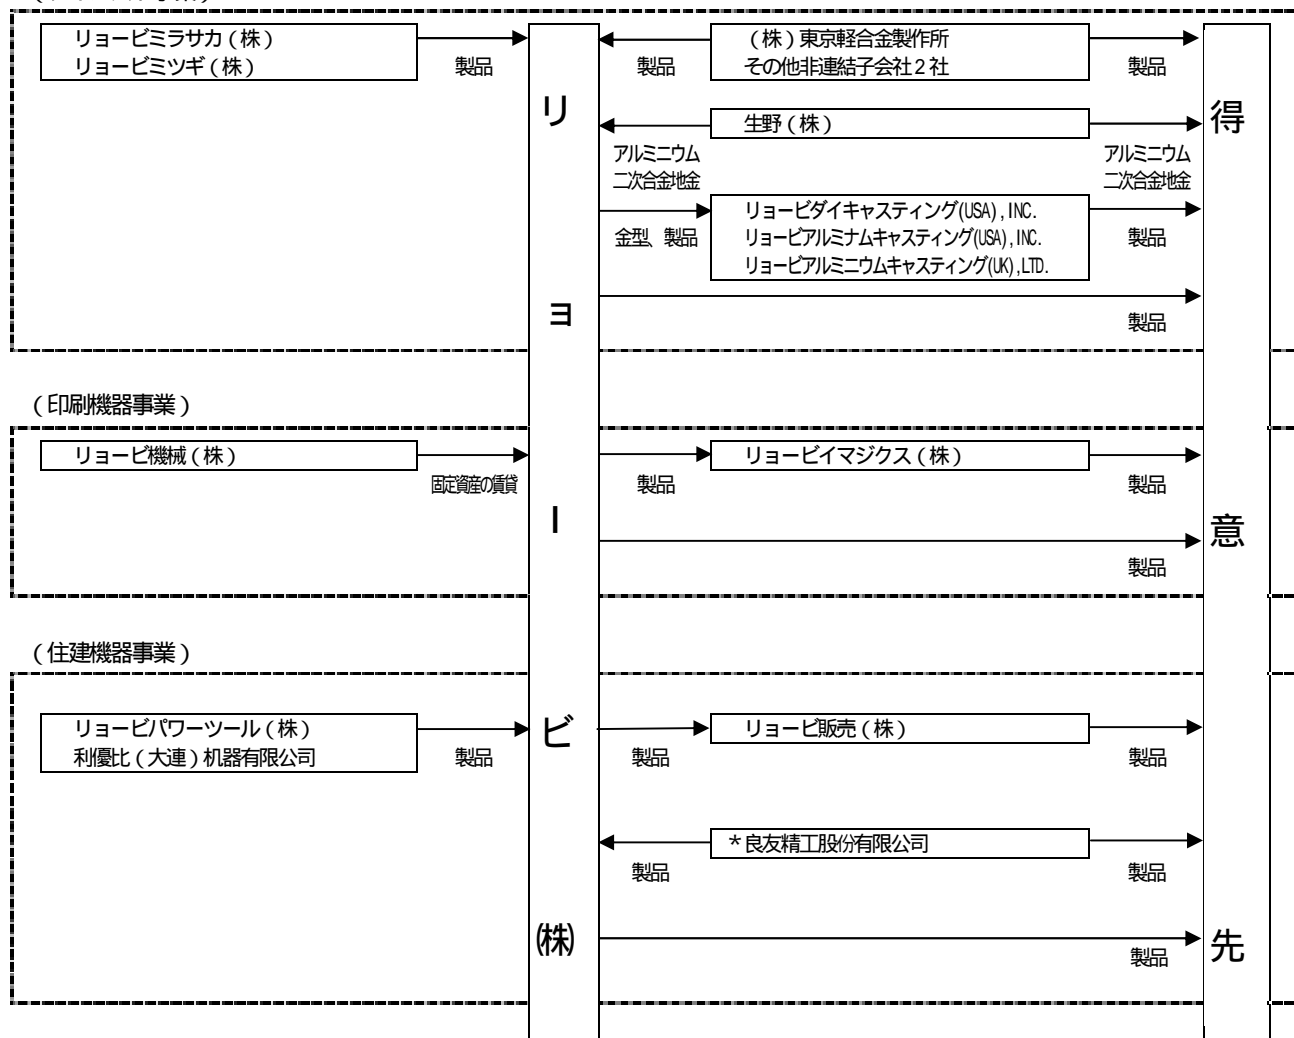 リョービミラサカ(株)
リョービミツギ(株)
製品
製品
(株)東京軽合金製作所
その他非連結子会社2社
製品
生野(株)
アルミニウム
二次合金地金
アルミニウム
二次合金地金
金型、製品
リョービダイキャスティング(USA),INC.
リョービアルミナムキャスティング(USA),INC.
リョービアルミニウムキャスティング(UK),LTD.
製品
製品
(印刷機器事業)
リョービ機械(株)
固定資産の賃貸
製品
リョービイマジクス(株)
製品
製品
(住建機器事業)
リョービパワーツール(株)
利優比(大連)机器有限公司
製品
製品
リョービ販売(株)
製品
*良友精工股份有限公司
製品
製品
製品
リョービ(株)
得意先